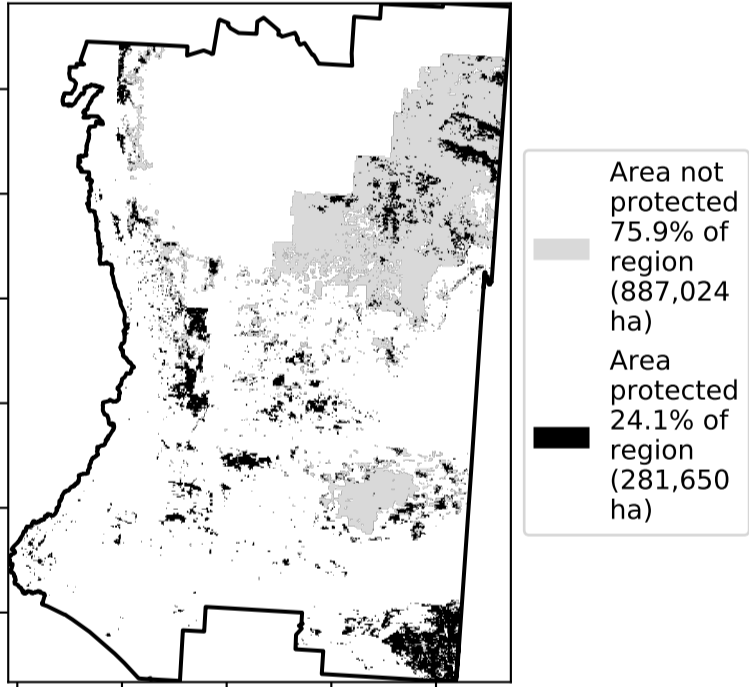 Area not
protected
75.9% of
region
(887,024
ha)
Area
protected
24.1% of
region
(281,650
ha)